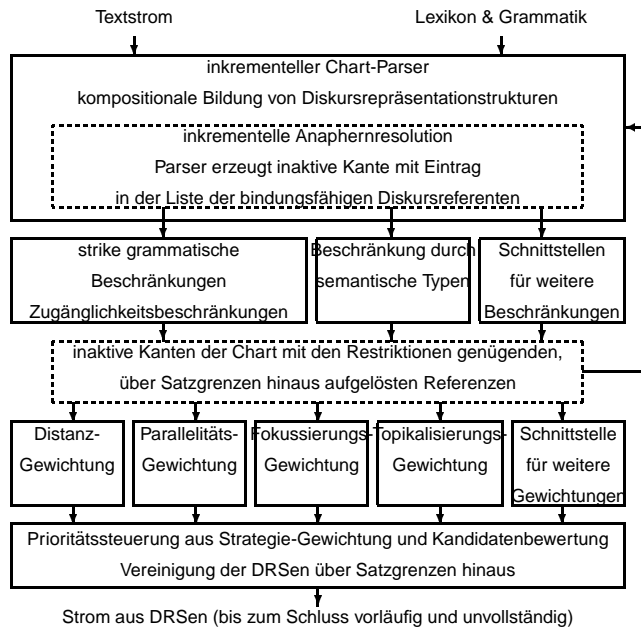 Textstrom
Lexikon & Grammatik
inkrementeller Chart-Parser
kompositionale Bildung von Diskursrepräsentationstrukturen
inkrementelle Anaphernresolution
Parser erzeugt inaktive Kante mit Eintrag
in der Liste der bindungsfähigen Diskursreferenten
strike grammatische
Beschränkungen
Zugänglichkeitsbeschränkungen
Beschränkung durch
semantische Typen
Schnittstellen
für weitere
Beschränkungen
inaktive Kanten der Chart mit den Restriktionen genügenden,
über Satzgrenzen hinaus aufgelösten Referenzen
Distanz-
Gewichtung
Parallelitäts-
Gewichtung
Fokussierungs-
Gewichtung
Topikalisierungs-
Gewichtung
Schnittstelle
für weitere
Gewichtungen
Prioritätssteuerung aus Strategie-Gewichtung und Kandidatenbewertung
Vereinigung der DRSen über Satzgrenzen hinaus
Strom aus DRSen (bis zum Schluss vorläufig und unvollständig)